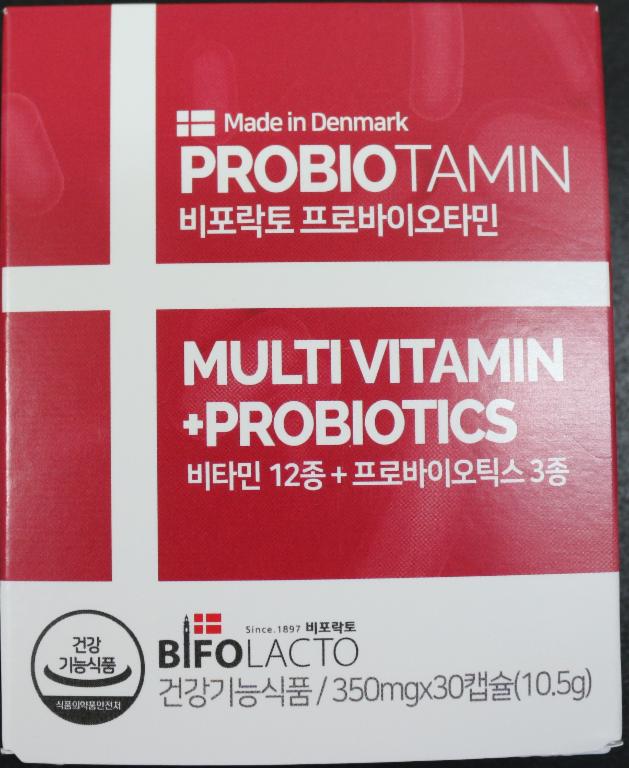 Made in Denmark
PROBIOTAMIN
비포락토 프로바이오타민
MULTI VITAMIN
+PROBIOTICS
비타민 12종 + 프로바이오틱스 3종
건강
기능식품
식품의약품안전처
Since.1897 비포락토
BIFOLACTO
건강기능식품 / 350mgx30캡슐(10.5g)